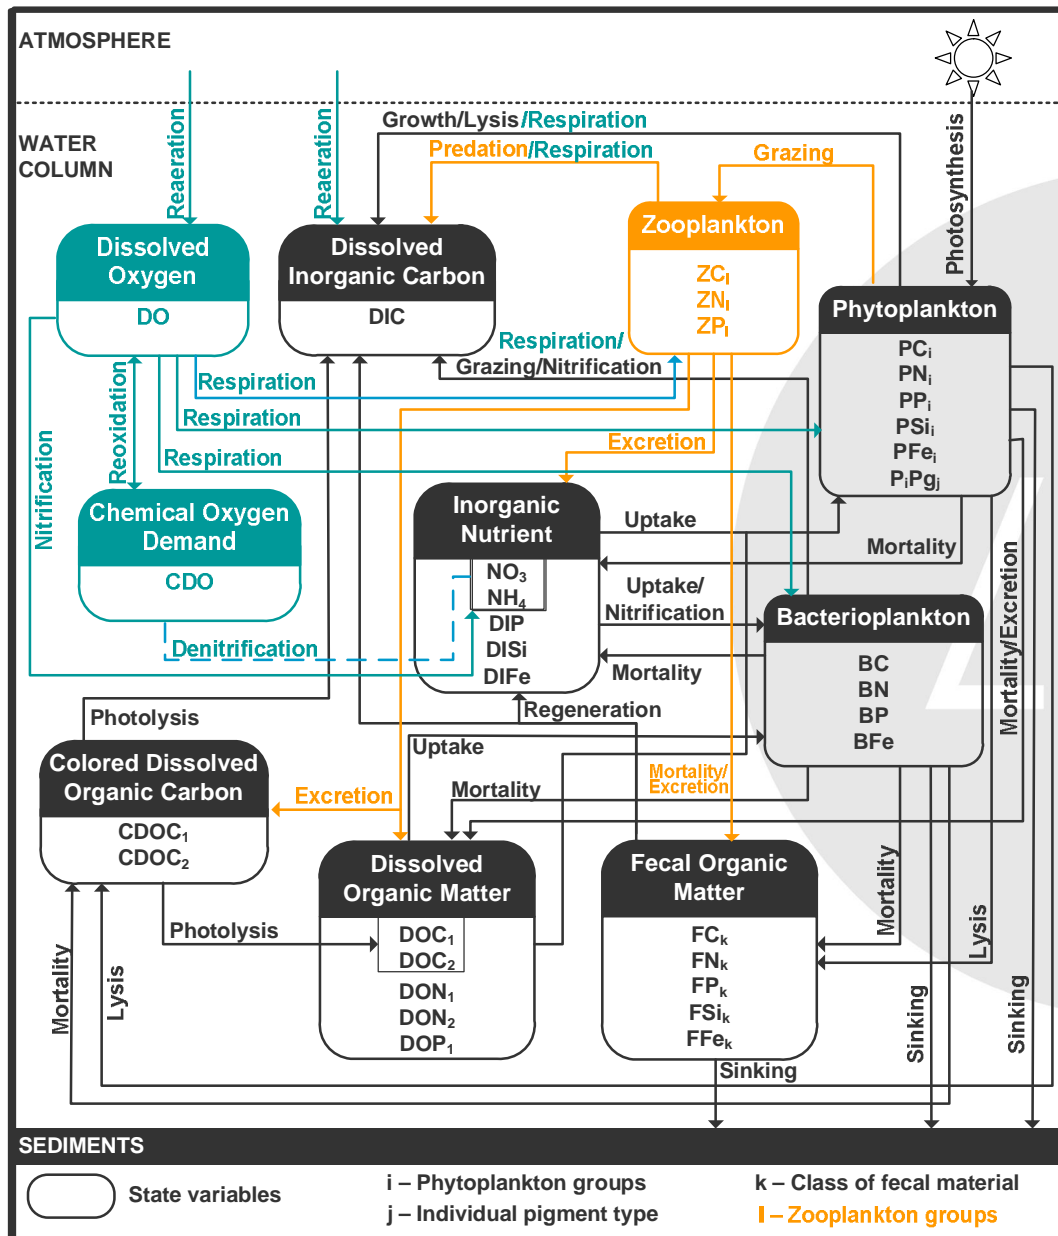 ATMOSPHERE
WATER
COLUMN
Reaeration
Reaeration
Growth/Lysis/Respiration
Predation/Respiration
Grazing
Photosynthesis
Dissolved
Oxygen
DO
Dissolved
Inorganic Carbon
DIC
Zooplankton
ZCl
ZNl
ZPl
Phytoplankton
PCi
PNi
PPi
PSii
PFei
PiPgj
Respiration/
Grazing/Nitrification
Respiration
Respiration
Respiration
Reoxidation
Nitrification
Excretion
Chemical Oxygen
Demand
CDO
Denitrification
Inorganic
Nutrient
NO₃
NH₄
DIP
DISi
DIFe
Uptake
Mortality
Uptake/
Nitrification
Mortality
Bacterioplankton
BC
BN
BP
BFe
Mortality/Excretion
Photolysis
Regeneration
Uptake
Mortality
Mortality/
Excretion
Colored Dissolved
Organic Carbon
CDOC₁
CDOC₂
Excretion
Photolysis
Dissolved
Organic Matter
DOC₁
DOC₂
DON₁
DON₂
DOP₁
Fecal Organic
Matter
FCk
FNk
FPk
FSik
FFek
Mortality
Lysis
Mortality
Lysis
Sinking
Sinking
Sinking
SEDIMENTS
State variables
i – Phytoplankton groups
j – Individual pigment type
k – Class of fecal material
l – Zooplankton groups